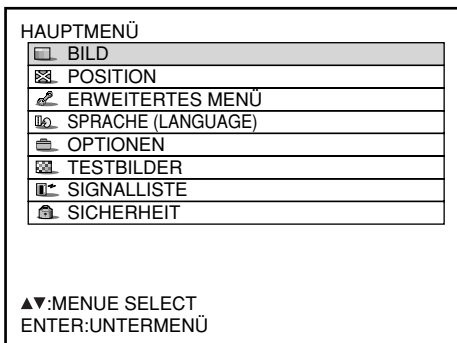 HAUPTMENÜ
BILD
POSITION
ERWEITERTES MENÜ
SPRACHE (LANGUAGE)
OPTIONEN
TESTBILDER
SIGNALLISTE
SICHERHEIT
▲▼:MENUE SELECT
ENTER:UNTERMENÜ